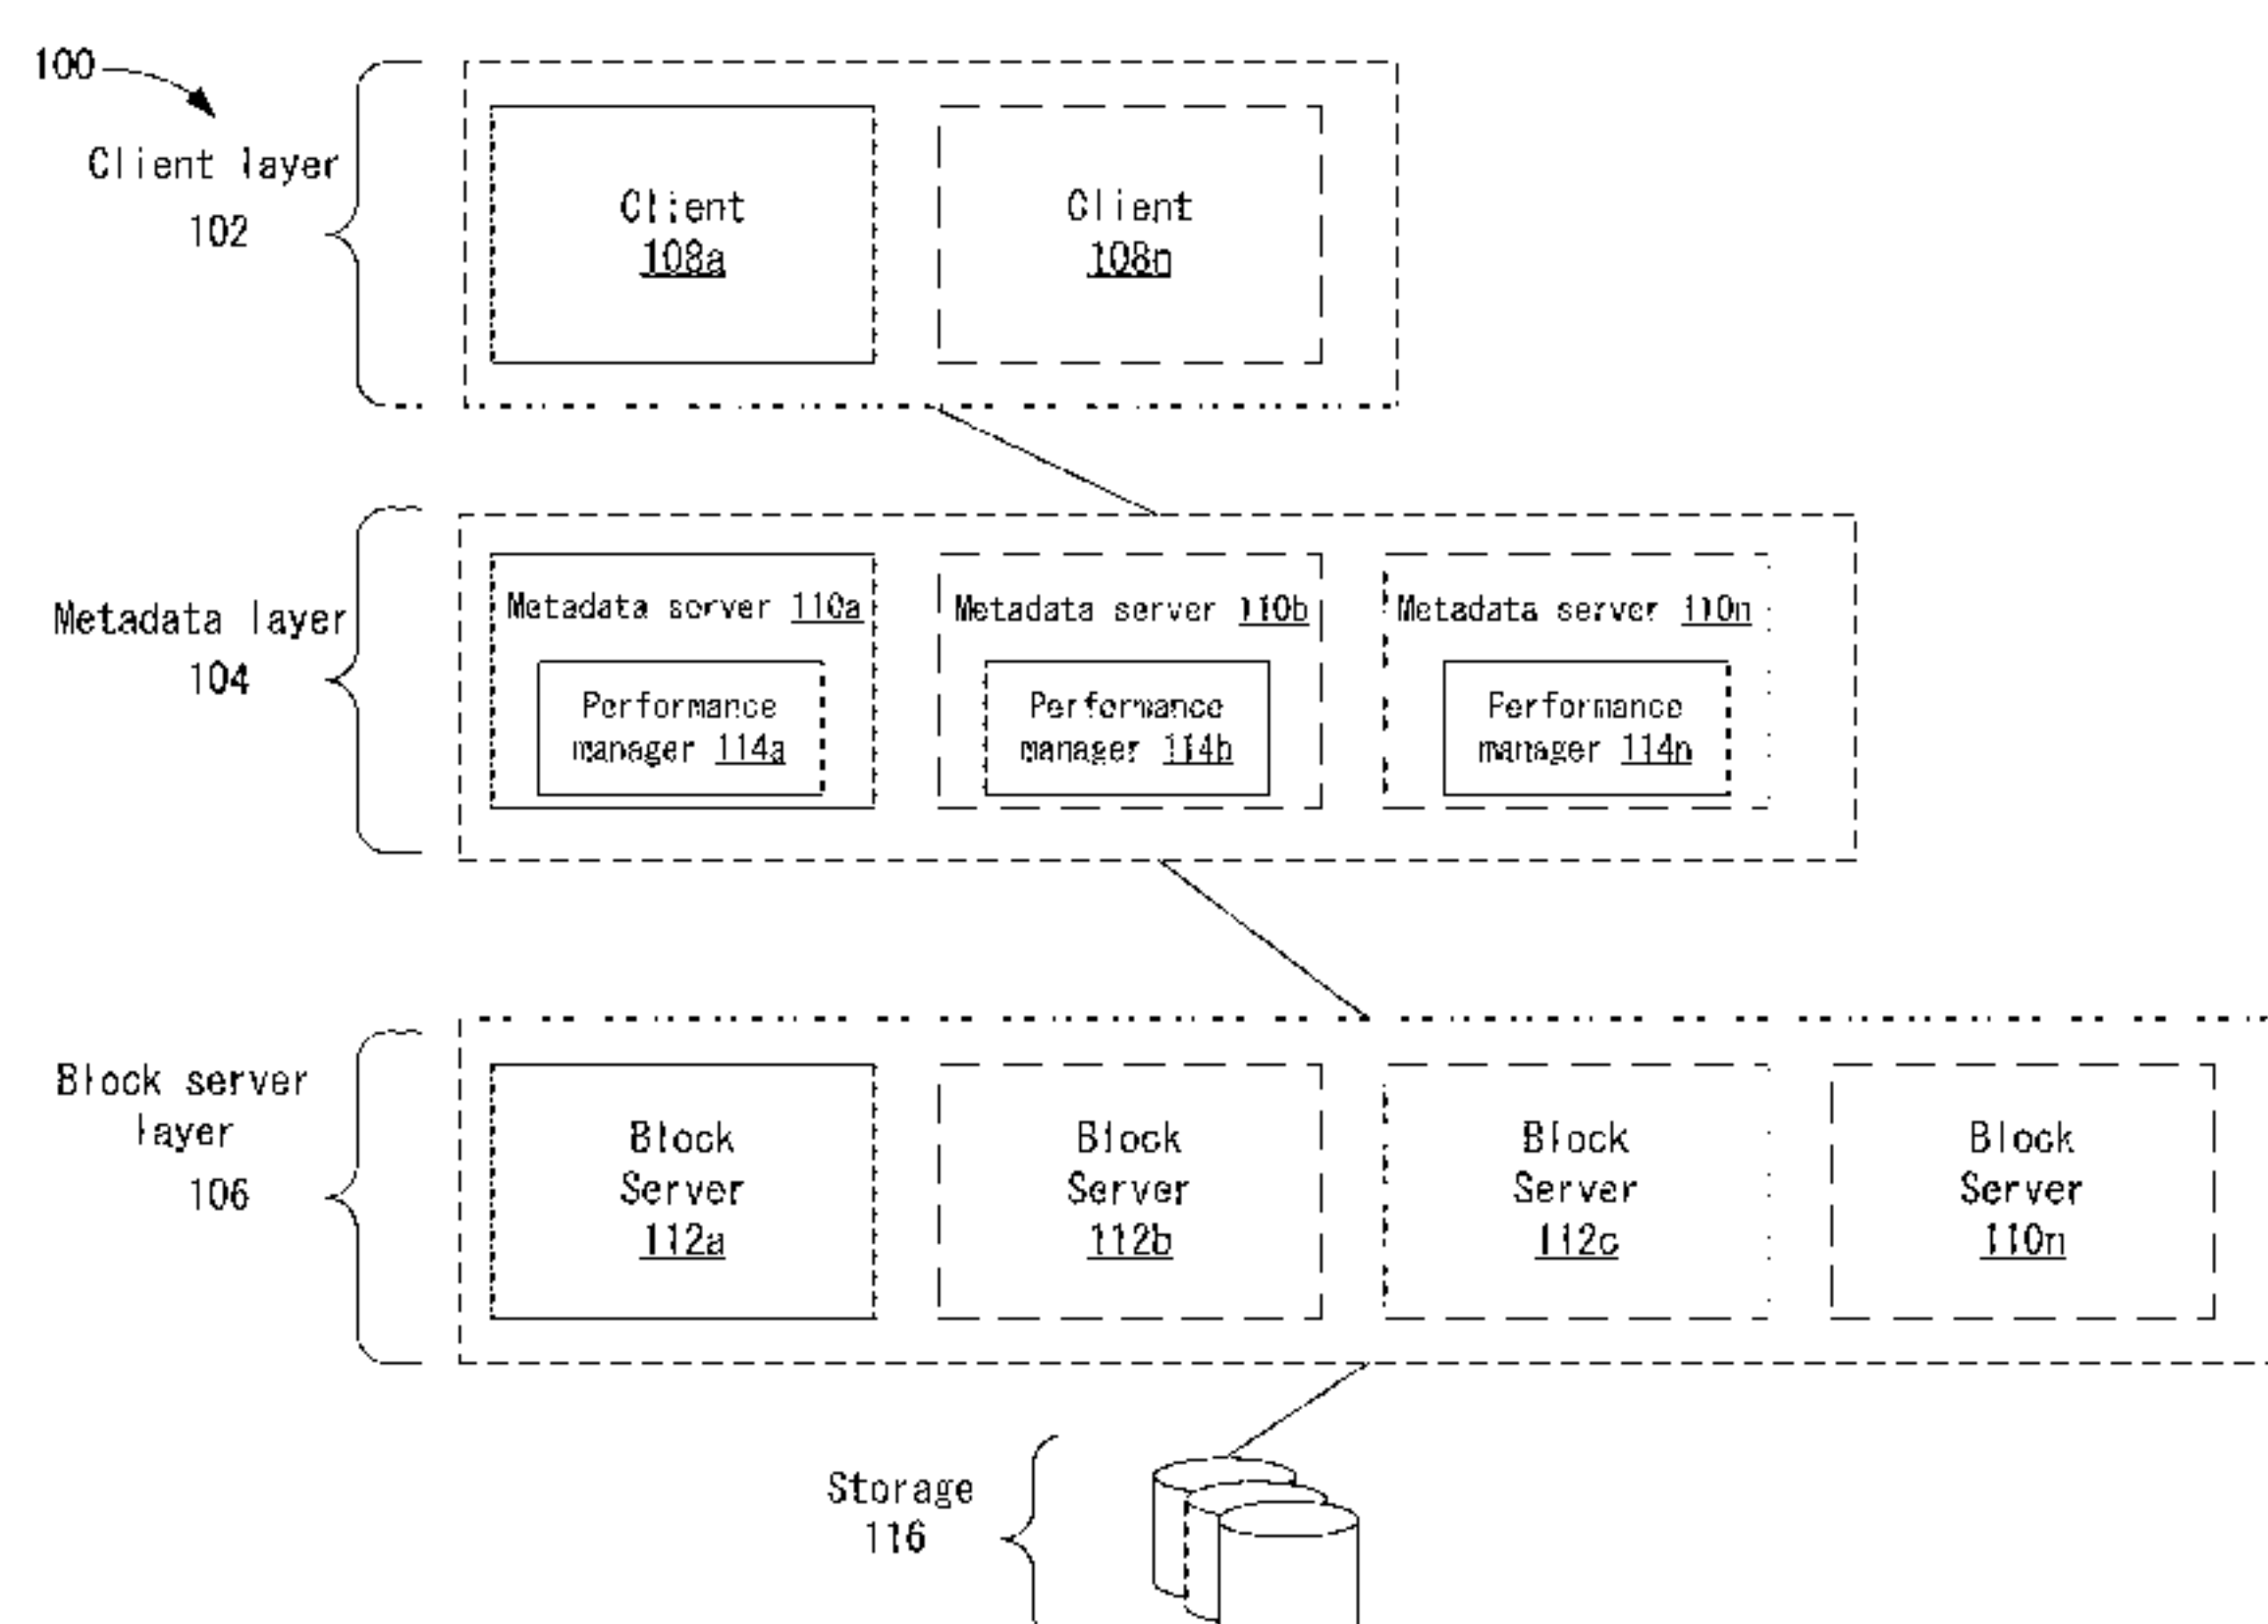 100
Client layer
102
Client
108a
Client
108n
Metadata layer
104
Metadata server 110a
Performance
manager 114a
Metadata server 110b
Performance
manager 114b
Metadata server 110n
Performance
manager 114n
Block server
layer
106
Block
Server
112a
Block
Server
112b
Block
Server
112c
Block
Server
110n
Storage
116